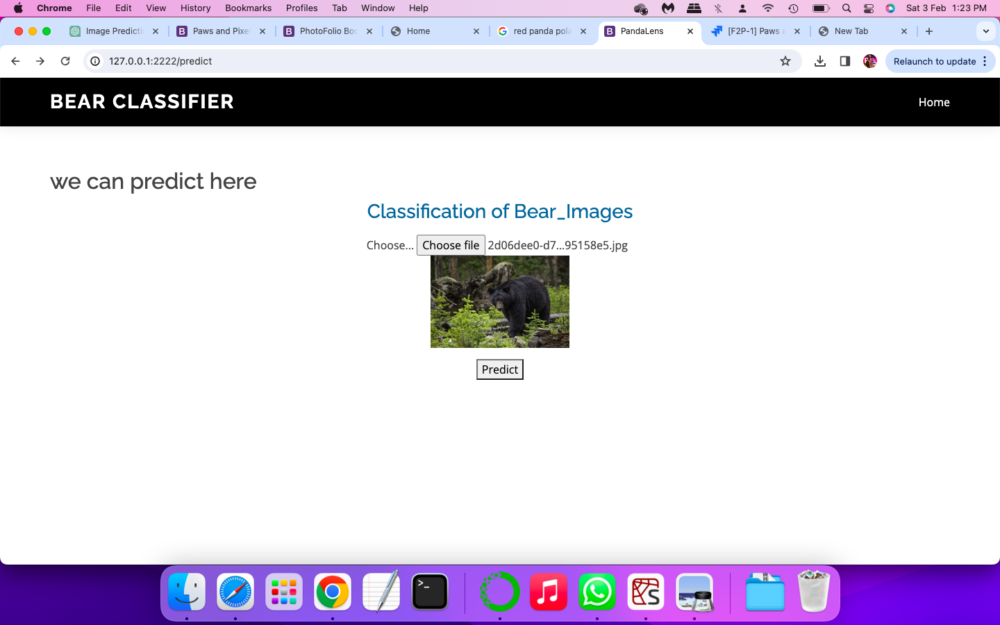 Chrome File Edit View History Bookmarks Profiles Tab Window Help Sat 3 Feb 1:23 PM
Image Predicti Paws and Pixe PhotoFolio Boo Home red panda pola PandaLens [F2P-1] Paws a New Tab
127.0.0.1:2222/predict Relaunch to update
BEAR CLASSIFIER Home
we can predict here
Classification of Bear_Images
Choose... Choose file 2d06dee0-d7...95158e5.jpg
Predict